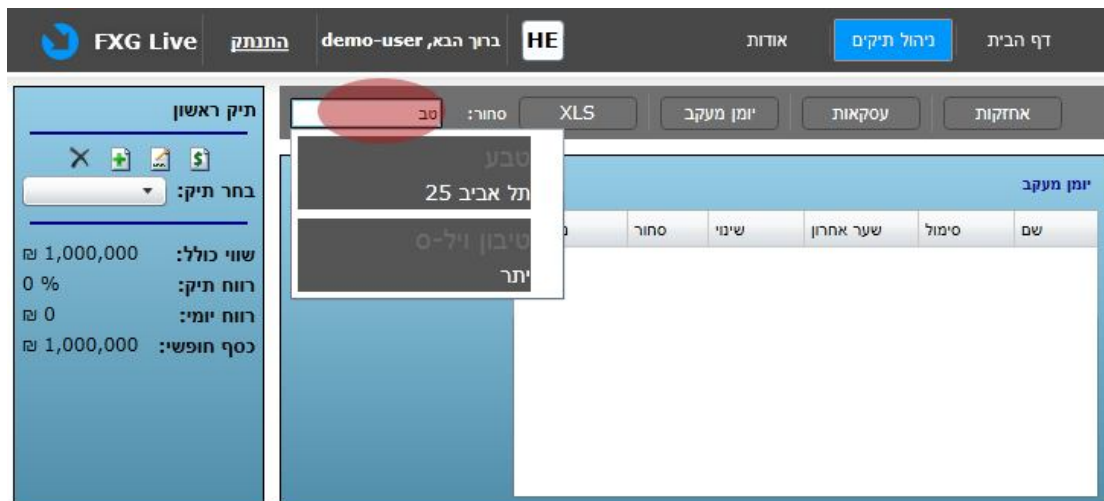 דף הבית
ניהול תיקים
אודות
HE
ברוך הבא, demo-user
התנתק
FXG Live
אחזקות
עסקאות
יומן מעקב
XLS
סחור:
טב
טבע
תל אביב 25
טיבון ויל-ס
יתר
יומן מעקב
שם
סימול
שער אחרון
שינוי
סחור
תיק ראשון
בחר תיק:
שווי כולל: 1,000,000 ₪
רווח תיק: 0 %
רווח יומי: 0 ₪
כסף חופשי: 1,000,000 ₪